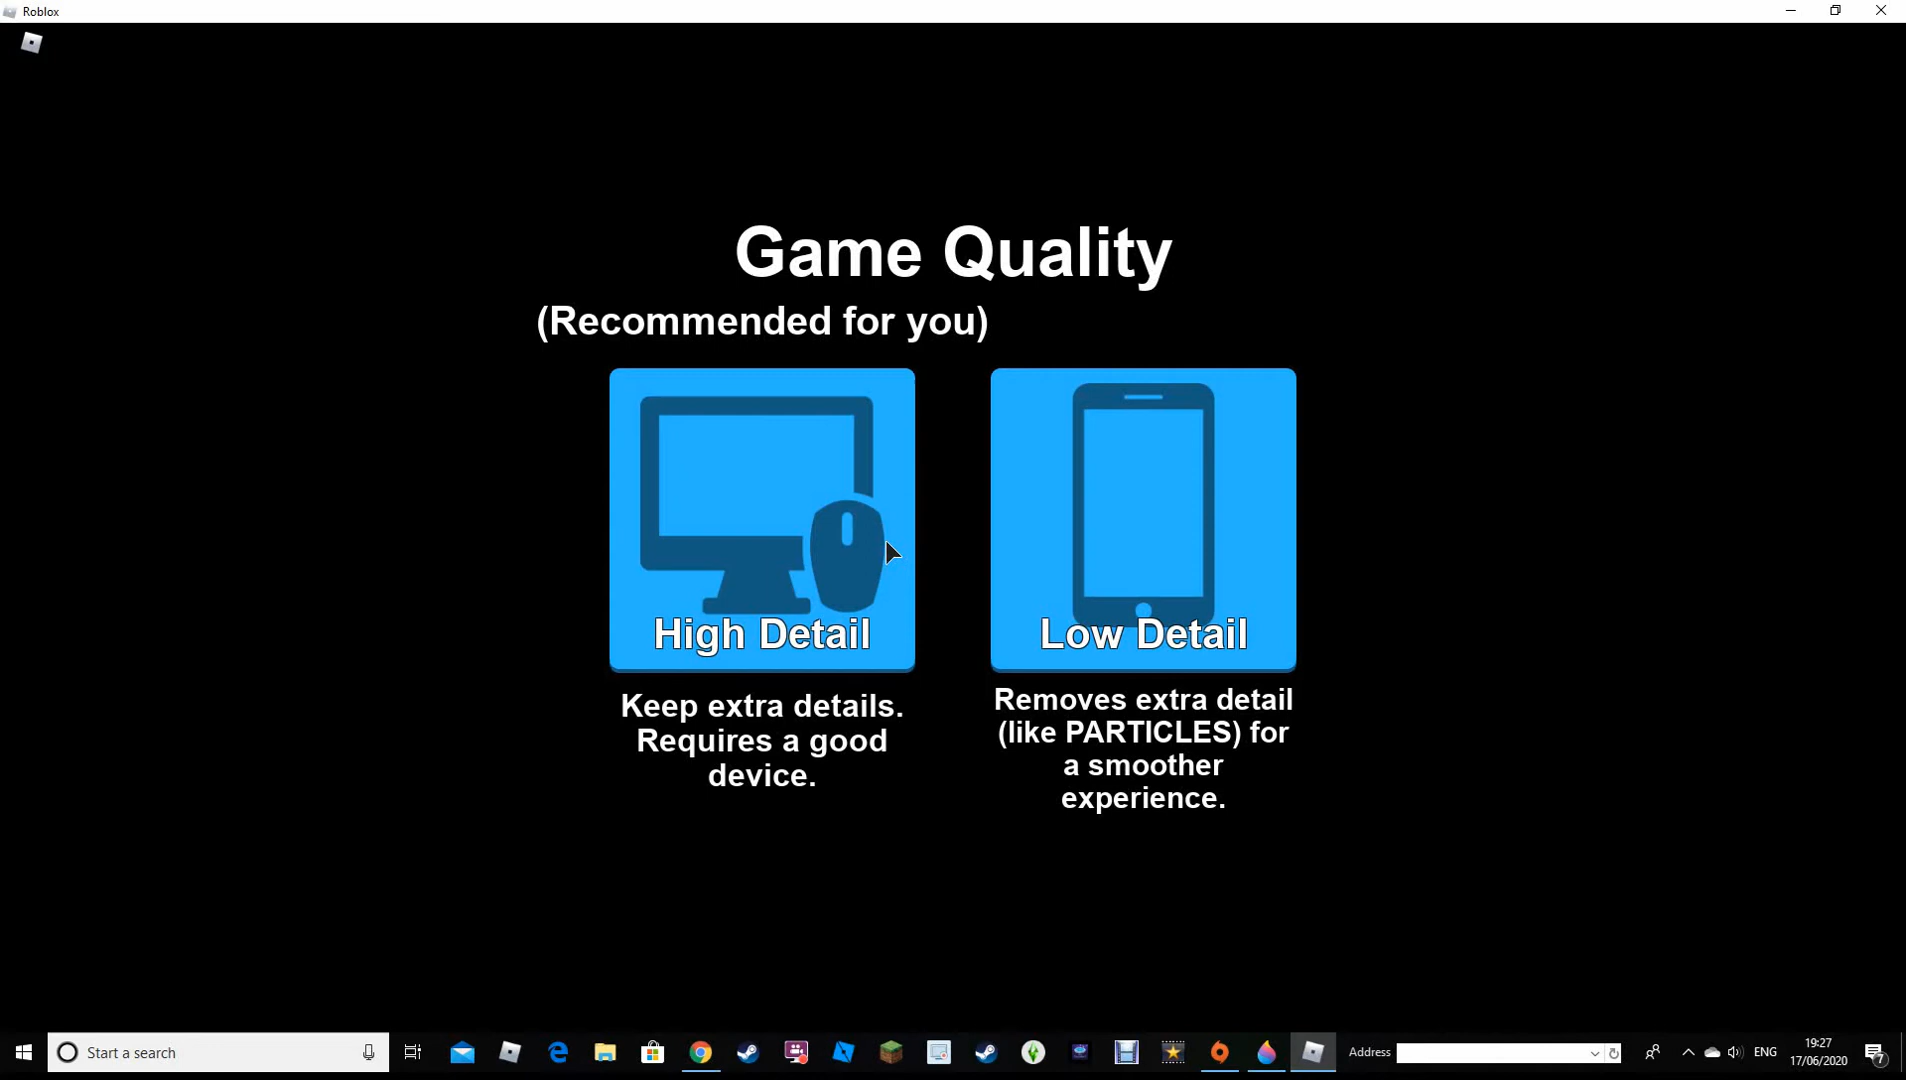 Roblox
Game Quality
(Recommended for you)
High Detail
Low Detail
Keep extra details.
Requires a good
device.
Removes extra detail
(like PARTICLES) for
a smoother
experience.
Start a search
Address
ENG
19:27
17/06/2020
7